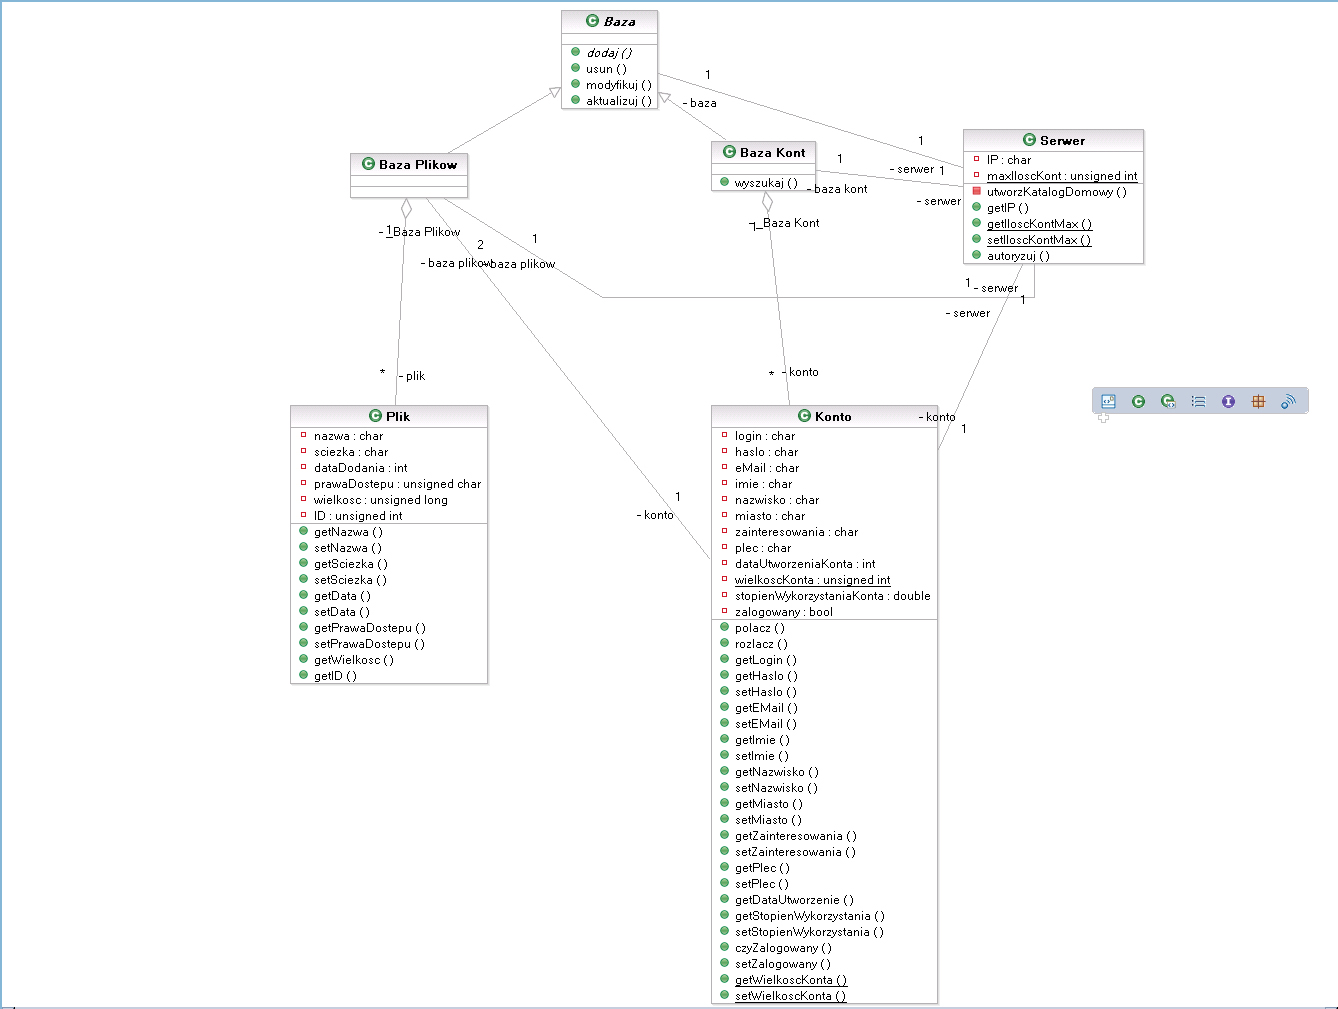 Baza
dodaj ()
usun ()
modyfikuj ()
aktualizuj ()
1
- baza
1
- serwer
Baza Plikow
Baza Kont
wyszukaj ()
1
- baza kont
1
- serwer
Serwer
IP : char
maxIloscKont : unsigned int
utworzKatalogDomowy ()
getIP ()
getIloscKontMax ()
setIloscKontMax ()
autoryzuj ()
- 1_Baza Plikow
-1_Baza Kont
2
- baza plikow
1
- baza plikow
1
- serwer
1
- serwer
*
- plik
*
- konto
- konto
1
1
- konto
Plik
nazwa : char
sciezka : char
dataDodania : int
prawaDostepu : unsigned char
wielkosc : unsigned long
ID : unsigned int
getNazwa ()
setNazwa ()
getSciezka ()
setSciezka ()
getData ()
setData ()
getPrawaDostepu ()
setPrawaDostepu ()
getWielkosc ()
getID ()
Konto
login : char
haslo : char
eMail : char
imie : char
nazwisko : char
miasto : char
zainteresowania : char
plec : char
dataUtworzeniaKonta : int
wielkoscKonta : unsigned int
stopienWykorzystaniaKonta : double
zalogowany : bool
polacz ()
rozlacz ()
getLogin ()
getHaslo ()
setHaslo ()
getEMail ()
setEMail ()
getImie ()
setImie ()
getNazwisko ()
setNazwisko ()
getMiasto ()
setMiasto ()
getZainteresowania ()
setZainteresowania ()
getPlec ()
setPlec ()
getDataUtworzenie ()
getStopienWykorzystania ()
setStopienWykorzystania ()
czyZalogowany ()
setZalogowany ()
getWielkoscKonta ()
setWielkoscKonta ()